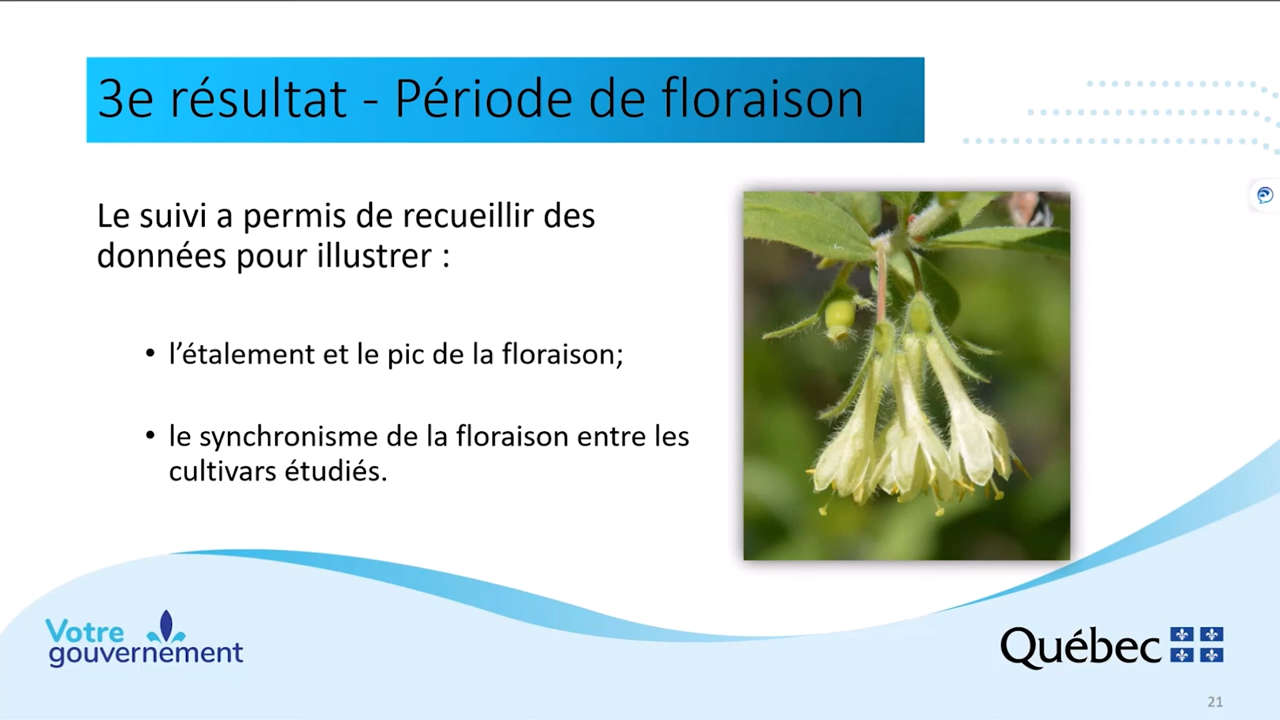 3e résultat - Période de floraison
Le suivi a permis de recueillir des
données pour illustrer :
• l’étalement et le pic de la floraison;
• le synchronisme de la floraison entre les
cultivars étudiés.
Votre
gouvernement
Québec
21